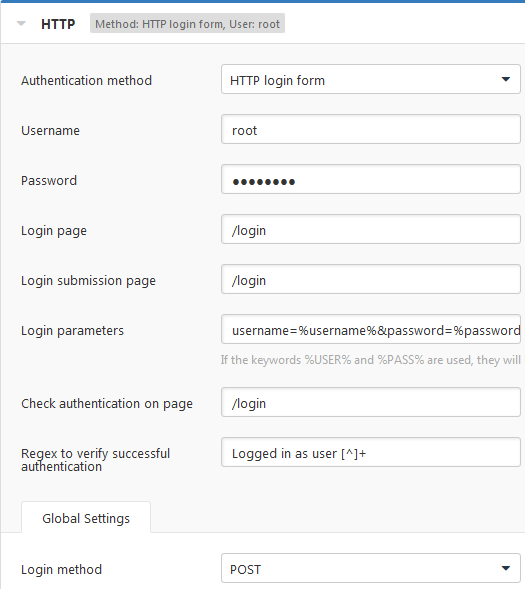 HTTP Method: HTTP login form, User: root
Authentication method HTTP login form
Username root
Password ••••••••
Login page /login
Login submission page /login
Login parameters username=%username%&password=%password
If the keywords %USER% and %PASS% are used, they will
Check authentication on page /login
Regex to verify successful
authentication Logged in as user [^]+
Global Settings
Login method POST